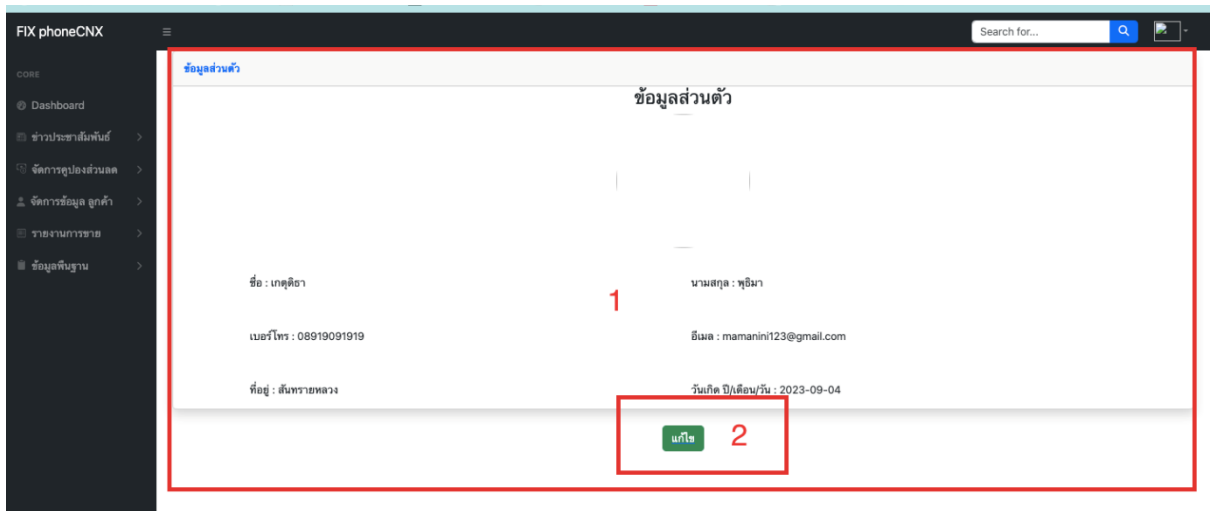 FIX phoneCNX
Search for...
CORE
Dashboard
ข่าวประชาสัมพันธ์
จัดการคูปองส่วนลด
จัดการข้อมูล ลูกค้า
รายงานการขาย
ข้อมูลพื้นฐาน
ข้อมูลส่วนตัว
ข้อมูลส่วนตัว
ชื่อ : เกตุติธา
นามสกุล : พุธิมา
1
เบอร์โทร : 08919091919
อีเมล : mamanini123@gmail.com
ที่อยู่ : สันทรายหลวง
วันเกิด ปี/เดือน/วัน : 2023-09-04
แก้ไข
2